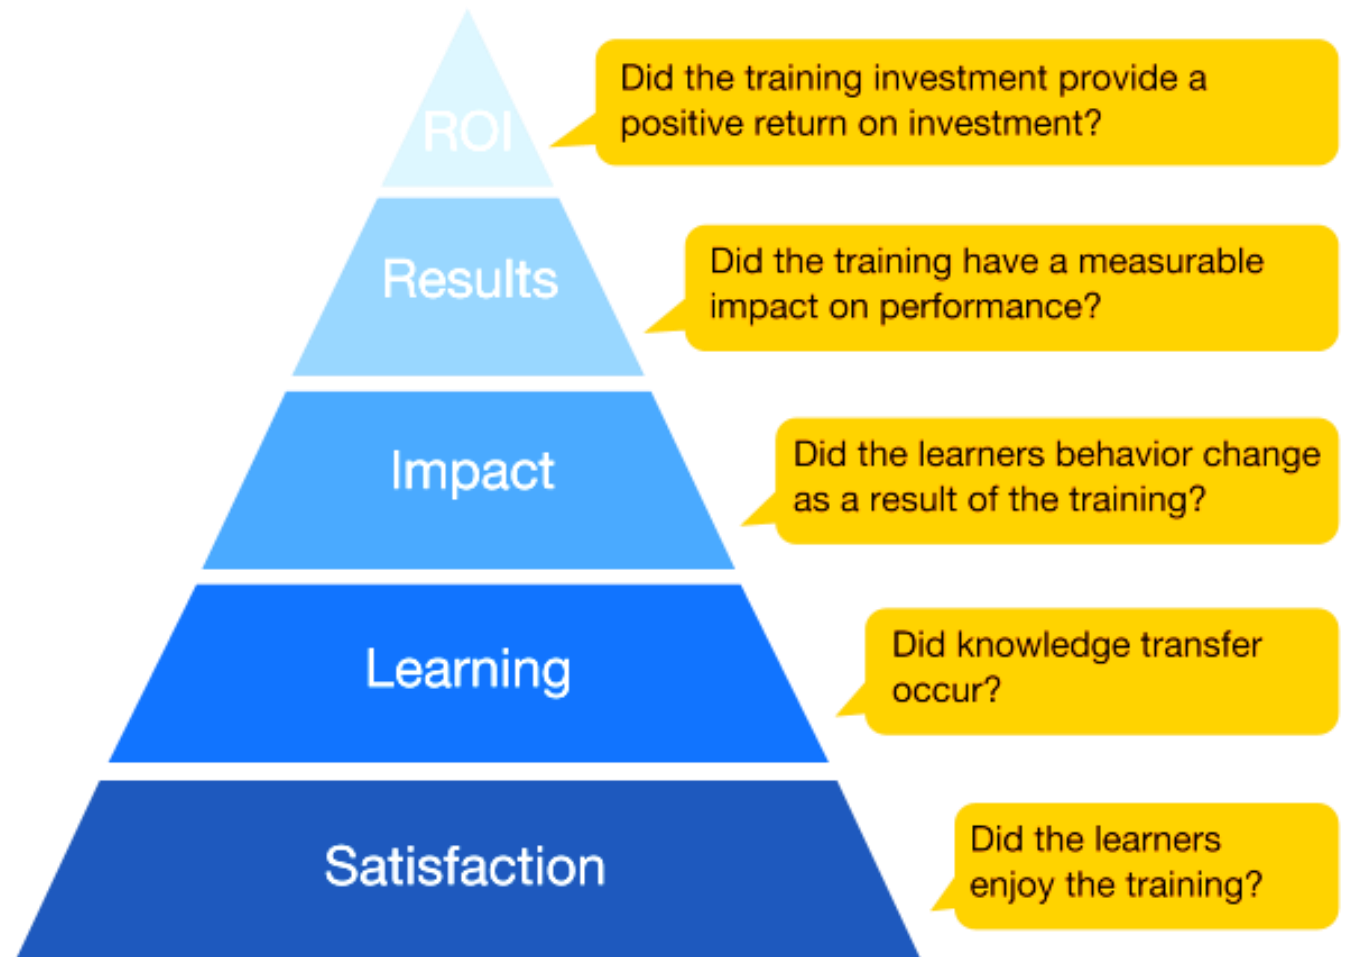 ROI
Did the training investment provide a
positive return on investment?
Results
Did the training have a measurable
impact on performance?
Impact
Did the learners behavior change
as a result of the training?
Learning
Did knowledge transfer
occur?
Satisfaction
Did the learners
enjoy the training?